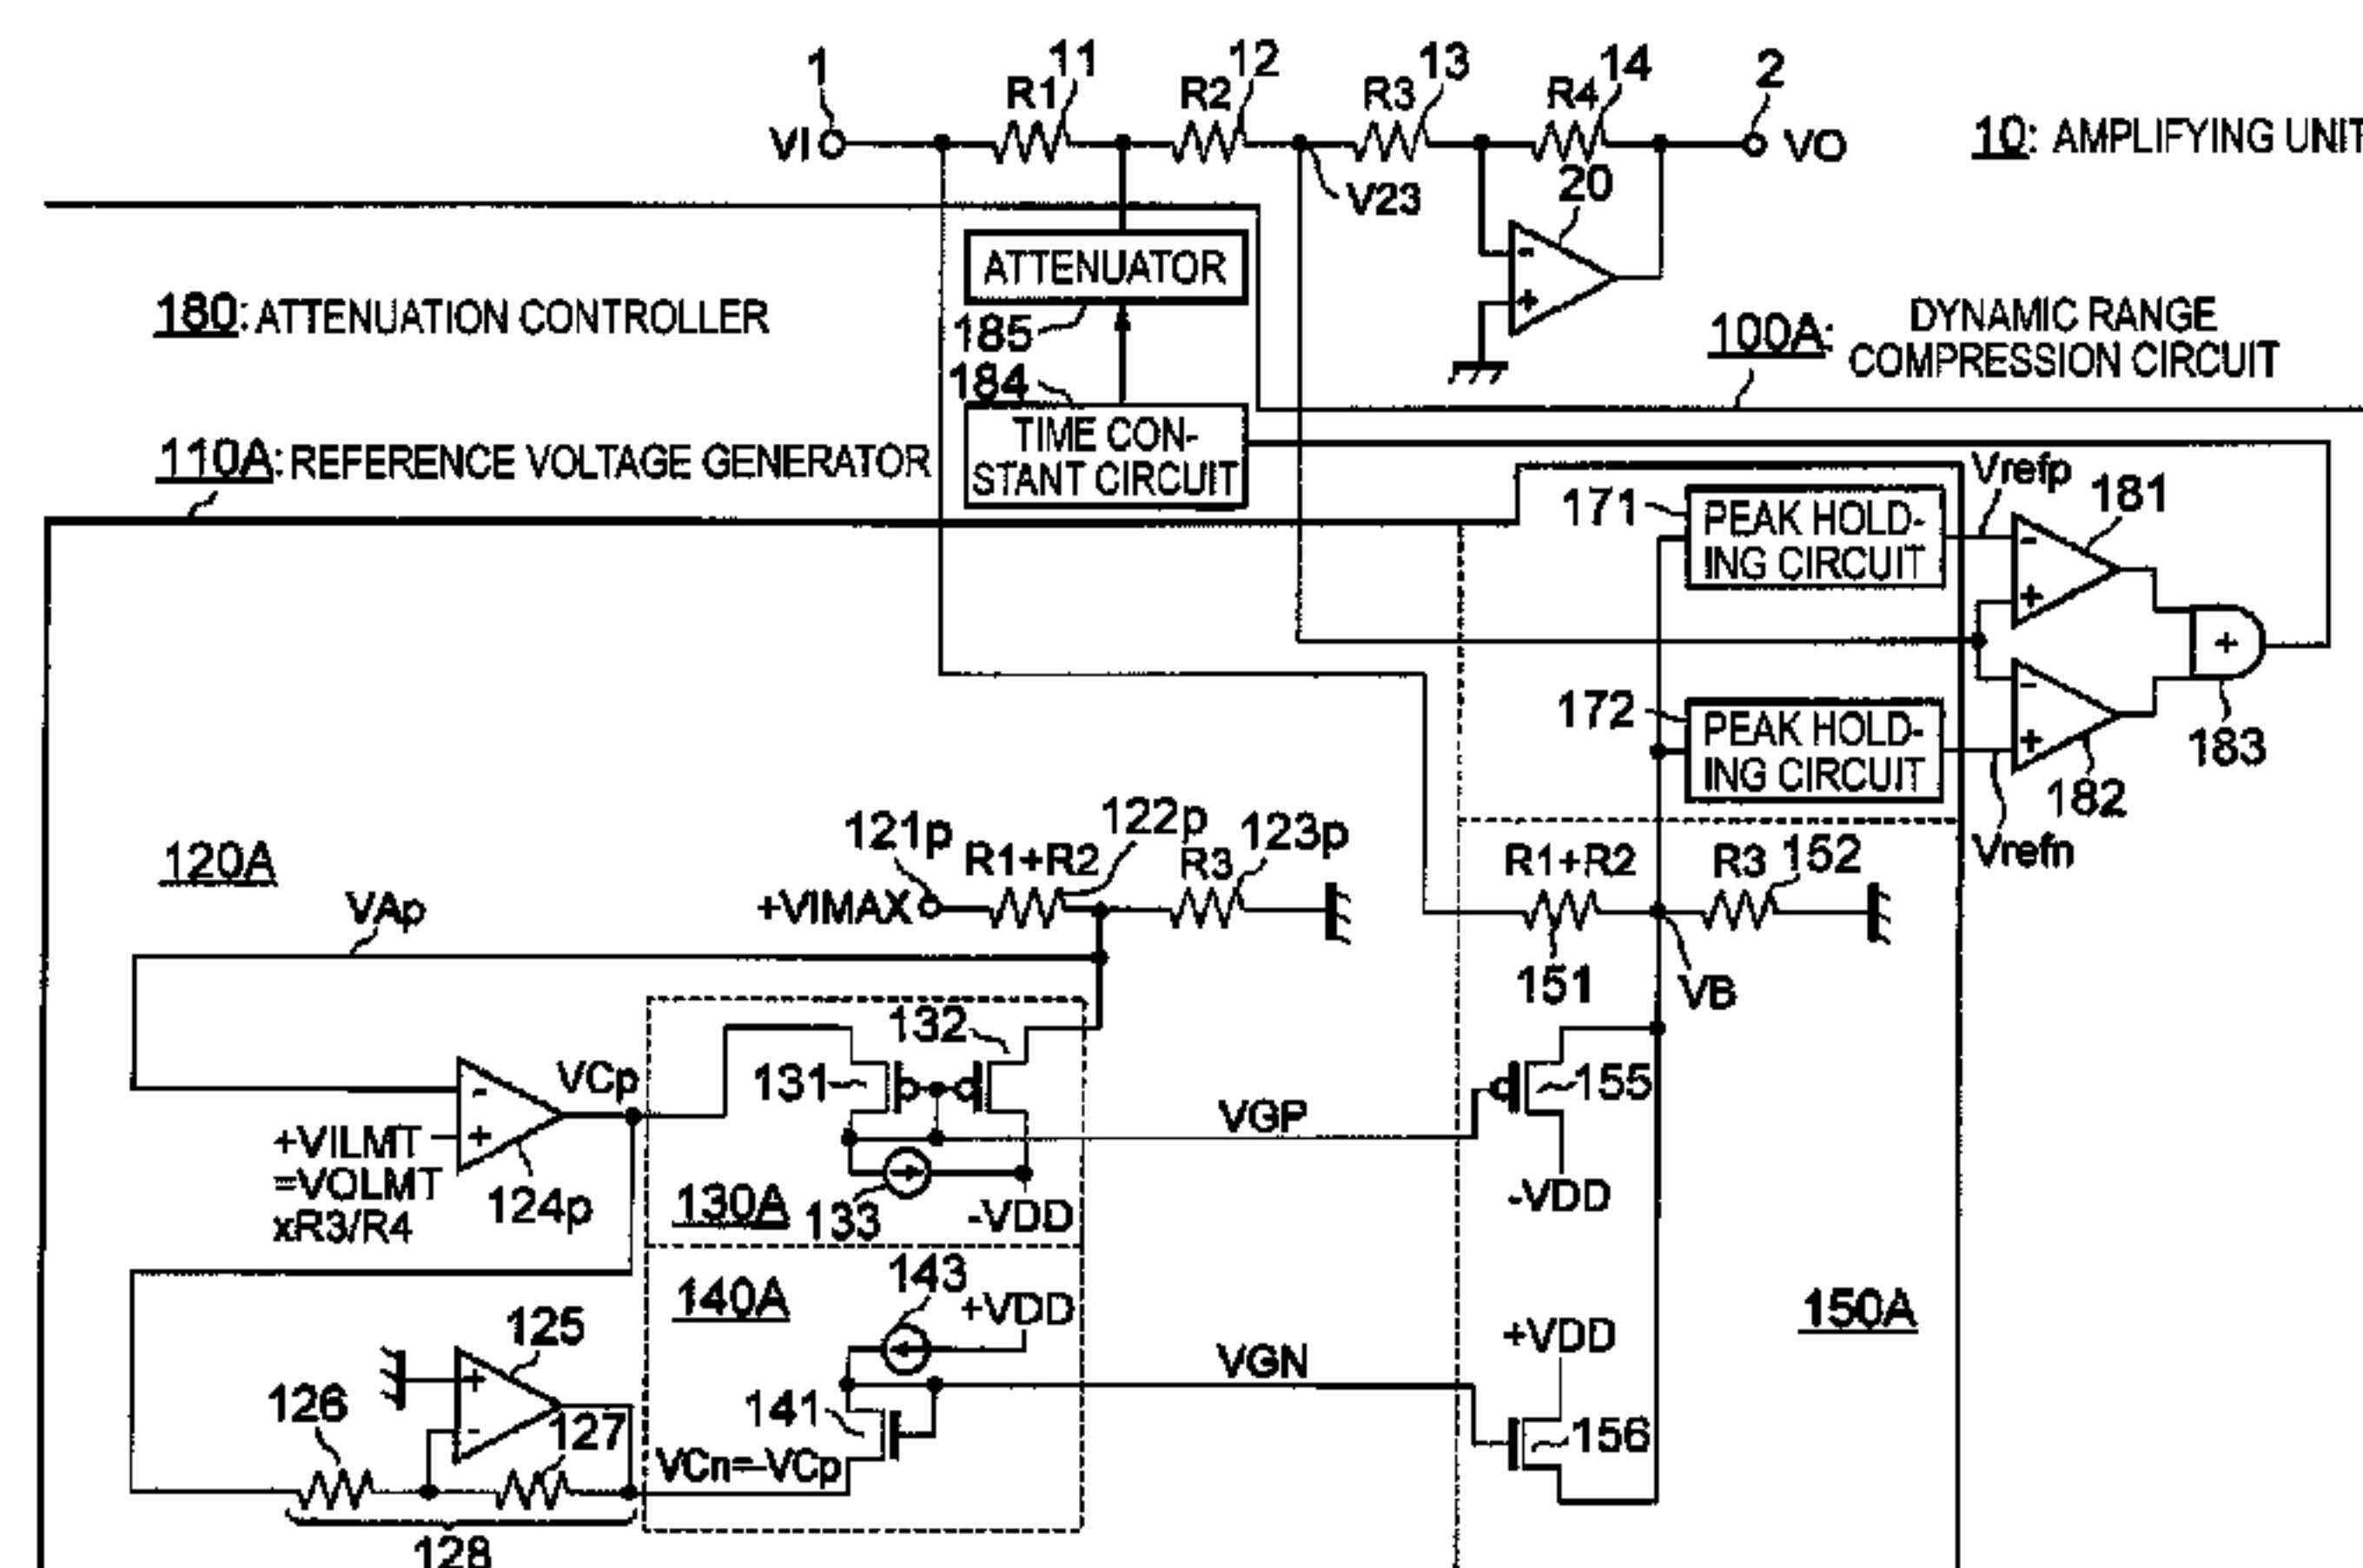 1
11
12
13
14
2
R1
R2
R3
R4
VI
VO
10: AMPLIFYING UNIT
V23
20
ATTENUATOR
180: ATTENUATION CONTROLLER
185
100A: DYNAMIC RANGE
COMPRESSION CIRCUIT
184
TIME CON-
STANT CIRCUIT
110A: REFERENCE VOLTAGE GENERATOR
Vrefp
171
PEAK HOLD-
ING CIRCUIT
181
-
+
+
172
PEAK HOLD-
ING CIRCUIT
-
+
183
182
Vrefn
120A
121p
122p
123p
R1+R2
R3
+VIMAX
R1+R2
R3
152
151
VB
VAp
132
131
VCp
155
-
+
+VILMT
=VOLMT
xR3/R4
124p
VGP
130A
133
-VDD
-VDD
140A
143
+VDD
150A
125
+VDD
VGN
+
-
126
127
141
156
VCn=-VCp
128
-
+